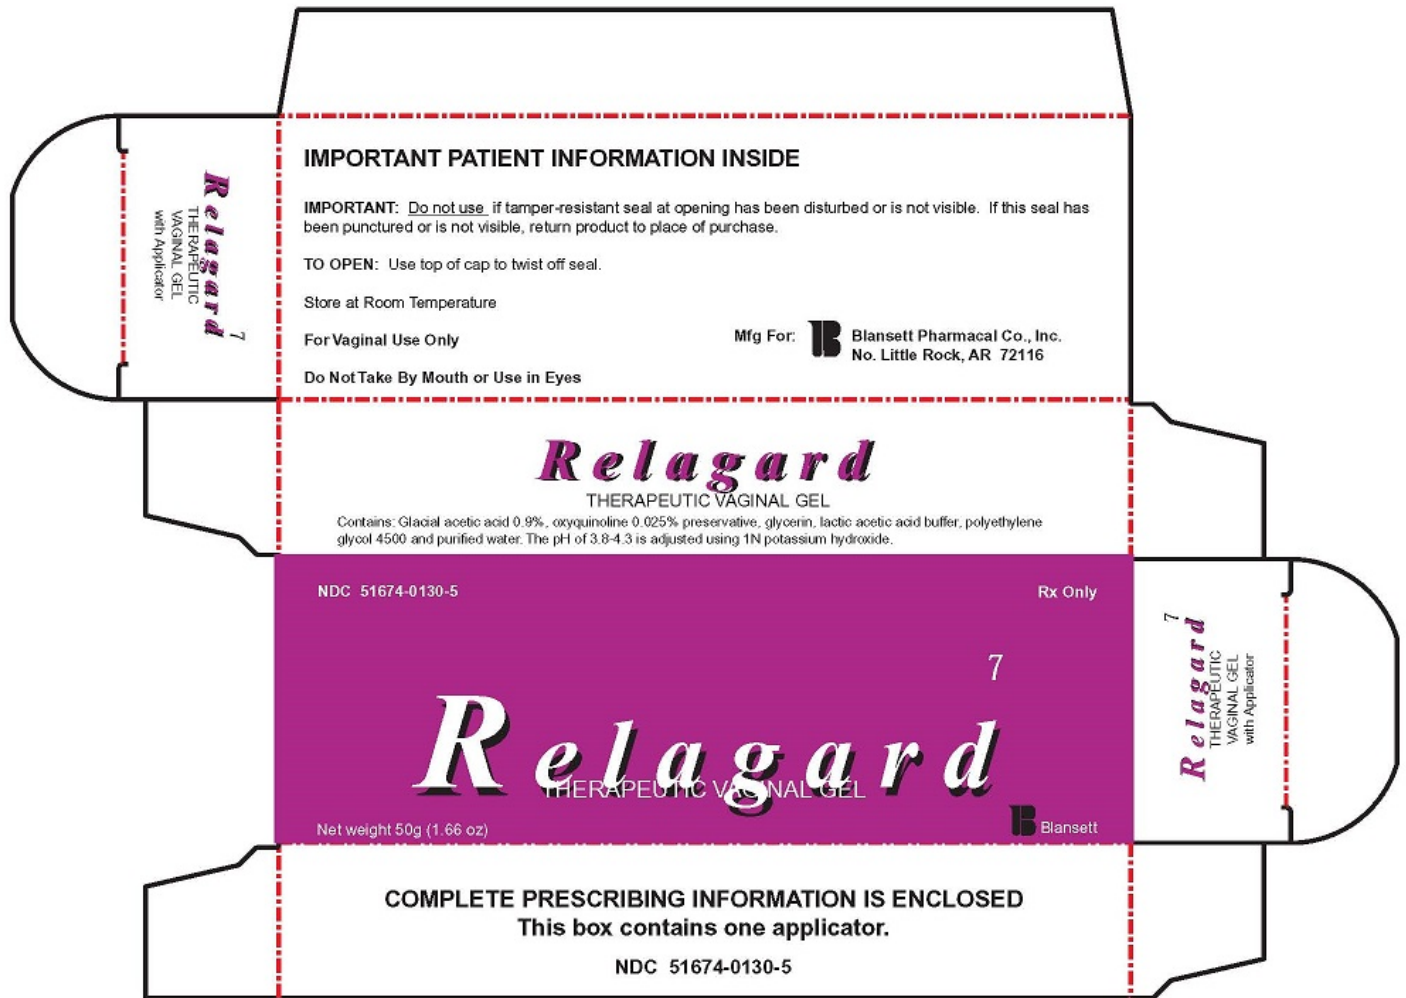 IMPORTANT PATIENT INFORMATION INSIDE
IMPORTANT: Do not use if tamper-resistant seal at opening has been disturbed or is not visible. If this seal has
been punctured or is not visible, return product to place of purchase.
TO OPEN: Use top of cap to twist off seal.
Store at Room Temperature
For Vaginal Use Only
Do Not Take By Mouth or Use in Eyes
Mfg For:
B
Blansett Pharmacal Co., Inc.
No. Little Rock, AR 72116
Relagard 7
THERAPEUTIC
VAGINAL GEL
with Applicator
Relagard
THERAPEUTIC VAGINAL GEL
Contains: Glacial acetic acid 0.9%, oxyquinoline 0.025% preservative, glycerin, lactic acetic acid buffer, polyethylene
glycol 4500 and purified water. The pH of 3.8-4.3 is adjusted using 1N potassium hydroxide.
NDC 51674-0130-5
Rx Only
7
Relagard
THERAPEUTIC VAGINAL GEL
Net weight 50g (1.66 oz)
B Blansett
Relagard 7
THERAPEUTIC
VAGINAL GEL
with Applicator
COMPLETE PRESCRIBING INFORMATION IS ENCLOSED
This box contains one applicator.
NDC 51674-0130-5